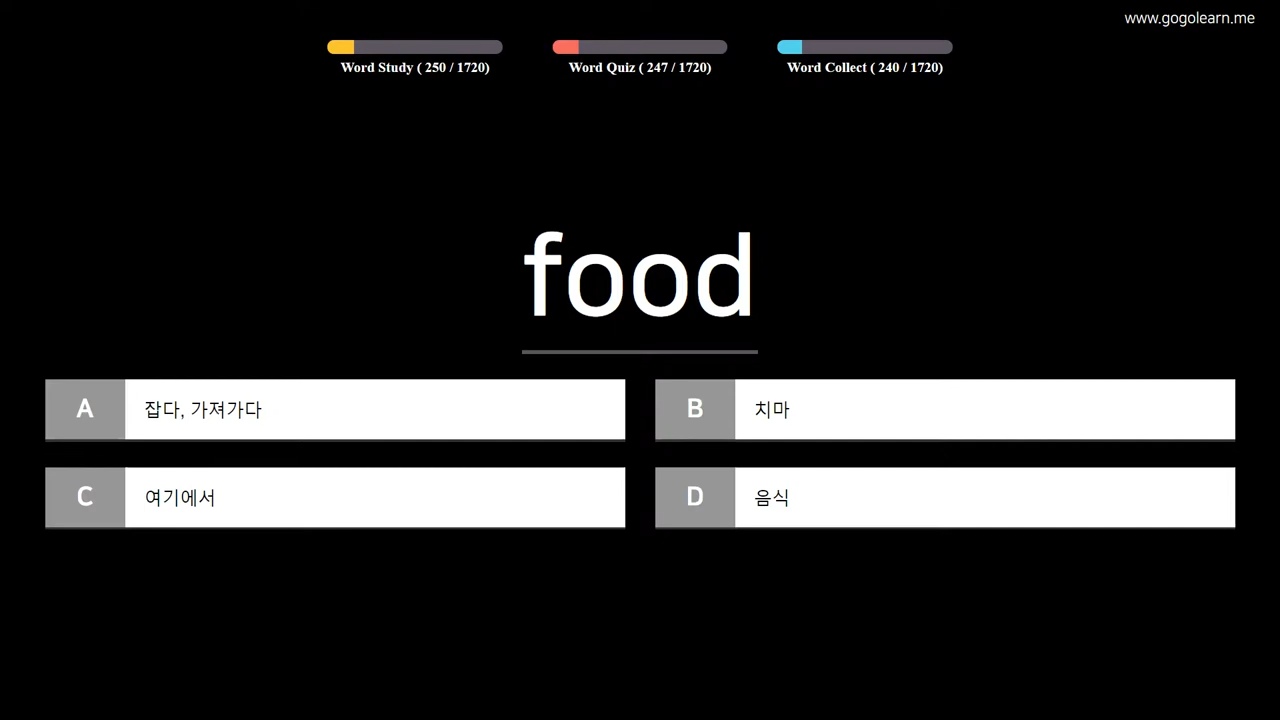 www.gogolearn.me
Word Study ( 250 / 1720)
Word Quiz ( 247 / 1720)
Word Collect ( 240 / 1720)
food
A 잡다, 가져가다
B 치마
C 여기에서
D 음식